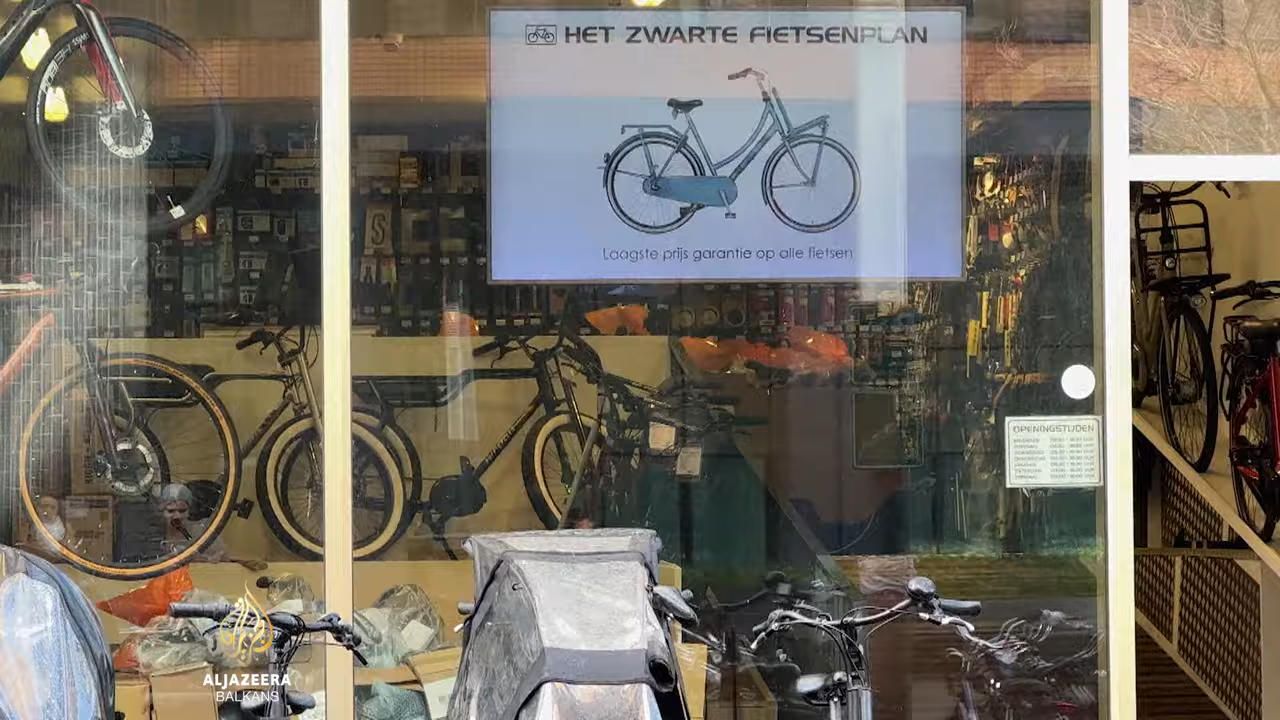 HET ZWARTE FIETSENPLAN
Laagste prijs garantie op alle fietsen
OPENINGSTIJDEN
ALJAZEERA
BALKANS